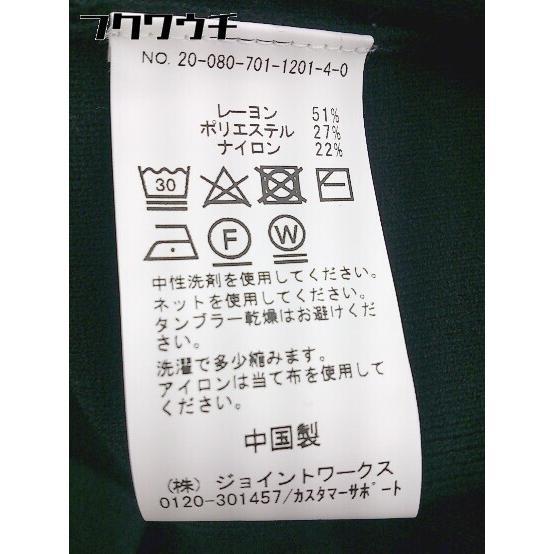 フクウウチ
NO. 20-080-701-1201-4-0
レーヨン 51%
ポリエステル 27%
ナイロン 22%
30
F W
中性洗剤を使用してください。
ネットを使用してください。
タンブラー乾燥はお避けくだ
さい。
洗濯で多少縮みます。
アイロンは当て布を使用して
ください。
中国製
(株) ジョイントワークス
0120-301457/カスタマーサポート